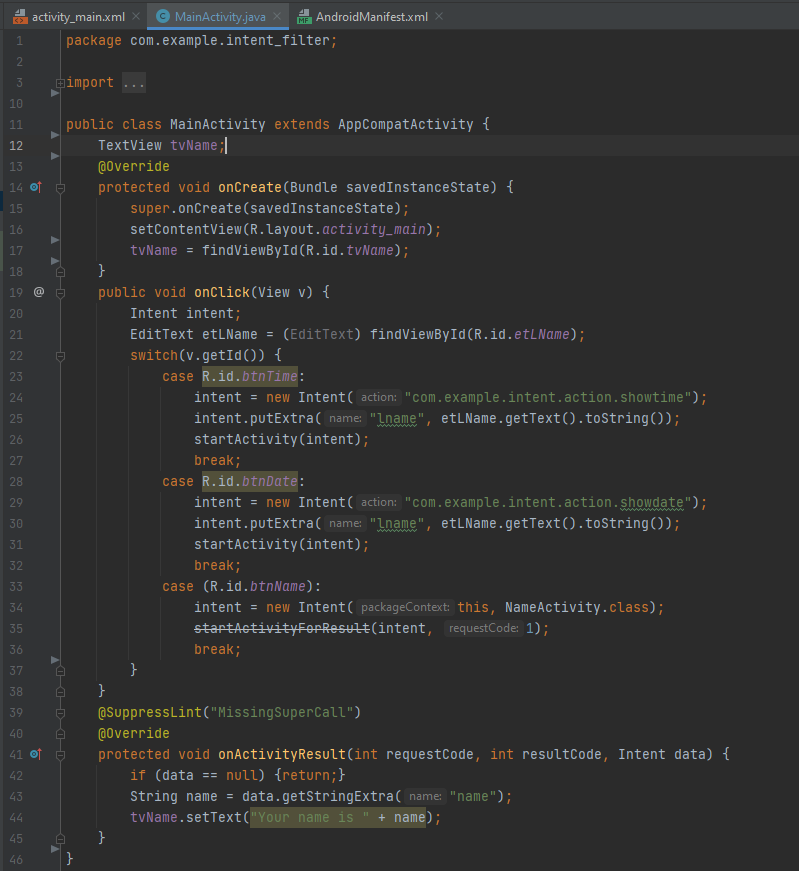 activity_main.xml MainActivity.java AndroidManifest.xml
1 package com.example.intent_filter;
2
3 import ...
10
11 public class MainActivity extends AppCompatActivity {
12     TextView tvName;
13     @Override
14     protected void onCreate(Bundle savedInstanceState) {
15         super.onCreate(savedInstanceState);
16         setContentView(R.layout.activity_main);
17         tvName = findViewById(R.id.tvName);
18     }
19 @     public void onClick(View v) {
20         Intent intent;
21         EditText etLName = (EditText) findViewById(R.id.etLName);
22         switch(v.getId()) {
23             case R.id.btnTime:
24                 intent = new Intent( action: "com.example.intent.action.showtime");
25                 intent.putExtra( name: "lname", etLName.getText().toString());
26                 startActivity(intent);
27                 break;
28             case R.id.btnDate:
29                 intent = new Intent( action: "com.example.intent.action.showdate");
30                 intent.putExtra( name: "lname", etLName.getText().toString());
31                 startActivity(intent);
32                 break;
33             case (R.id.btnName):
34                 intent = new Intent( packageContext: this, NameActivity.class);
35                 startActivityForResult(intent, requestCode: 1);
36                 break;
37         }
38     }
39     @SuppressLint("MissingSuperCall")
40     @Override
41     protected void onActivityResult(int requestCode, int resultCode, Intent data) {
42         if (data == null) {return;}
43         String name = data.getStringExtra( name: "name");
44         tvName.setText("Your name is " + name);
45     }
46 }